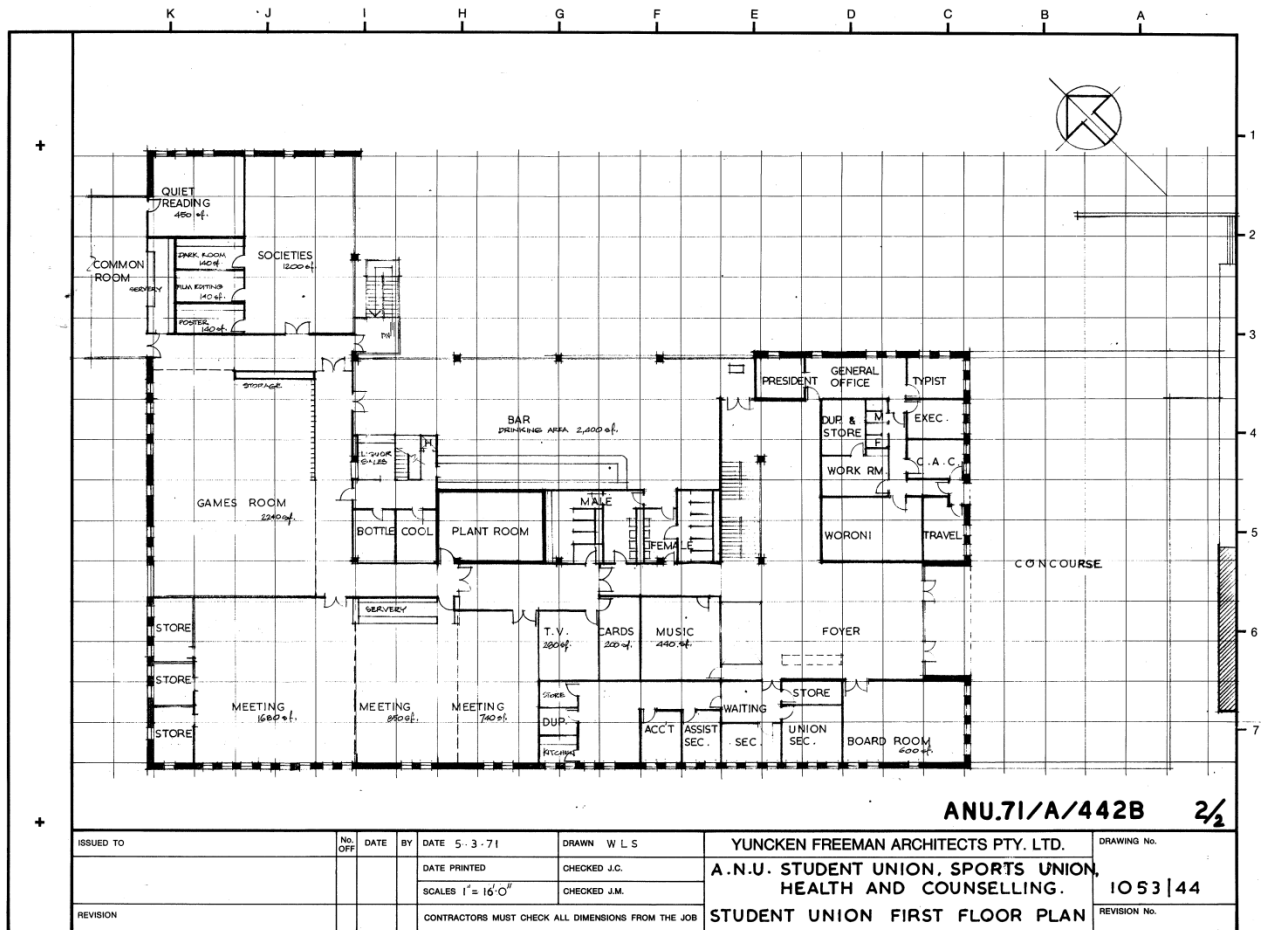 K J I H G F E D C B A
1
QUIET
READING
450 sf.
2
COMMON
ROOM
SERVERY
DARK ROOM
140 sf
SOCIETIES
1200 sf.
FILM EDITING
140 sf.
POSTER
140 sf.
3
STORAGE
PRESIDENT
GENERAL
OFFICE
TYPIST
BAR
DRINKING AREA 2,400 sf.
DUP. &
STORE
M
F
EXEC.
4
H.
LIQUOR
SALES
WORK RM.
C.A.C.
GAMES ROOM
2240 sf.
MALE
BOTTLE
COOL
PLANT ROOM
FEMALE
WORONI
TRAVEL
5
CONCOURSE
SERVERY
STORE
T.V.
280 sf.
CARDS
200 sf.
MUSIC
440 sf.
FOYER
6
STORE
STORE
MEETING
1680 sf.
MEETING
850 sf.
MEETING
740 sf.
STORE
DUP.
KITCHEN
WAITING
STORE
ACC'T
ASSIST
SEC.
SEC.
UNION
SEC.
BOARD ROOM
600 sf.
7
ANU.71/A/442B 2/2
ISSUED TO
No. OFF
DATE
BY
DATE 5.3.71
DRAWN WLS
DATE PRINTED
CHECKED J.C.
SCALES 1" = 16'0"
CHECKED J.M.
REVISION
CONTRACTORS MUST CHECK ALL DIMENSIONS FROM THE JOB
YUNCKEN FREEMAN ARCHITECTS PTY. LTD.
A.N.U. STUDENT UNION, SPORTS UNION,
HEALTH AND COUNSELLING.
STUDENT UNION FIRST FLOOR PLAN
DRAWING No.
1053|44
REVISION No.